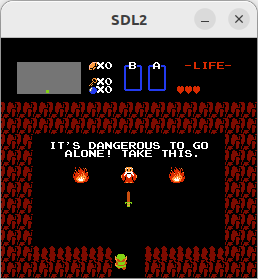 SDL2
X0
B A
-LIFE-
X0
X0
IT'S DANGEROUS TO GO
ALONE! TAKE THIS.